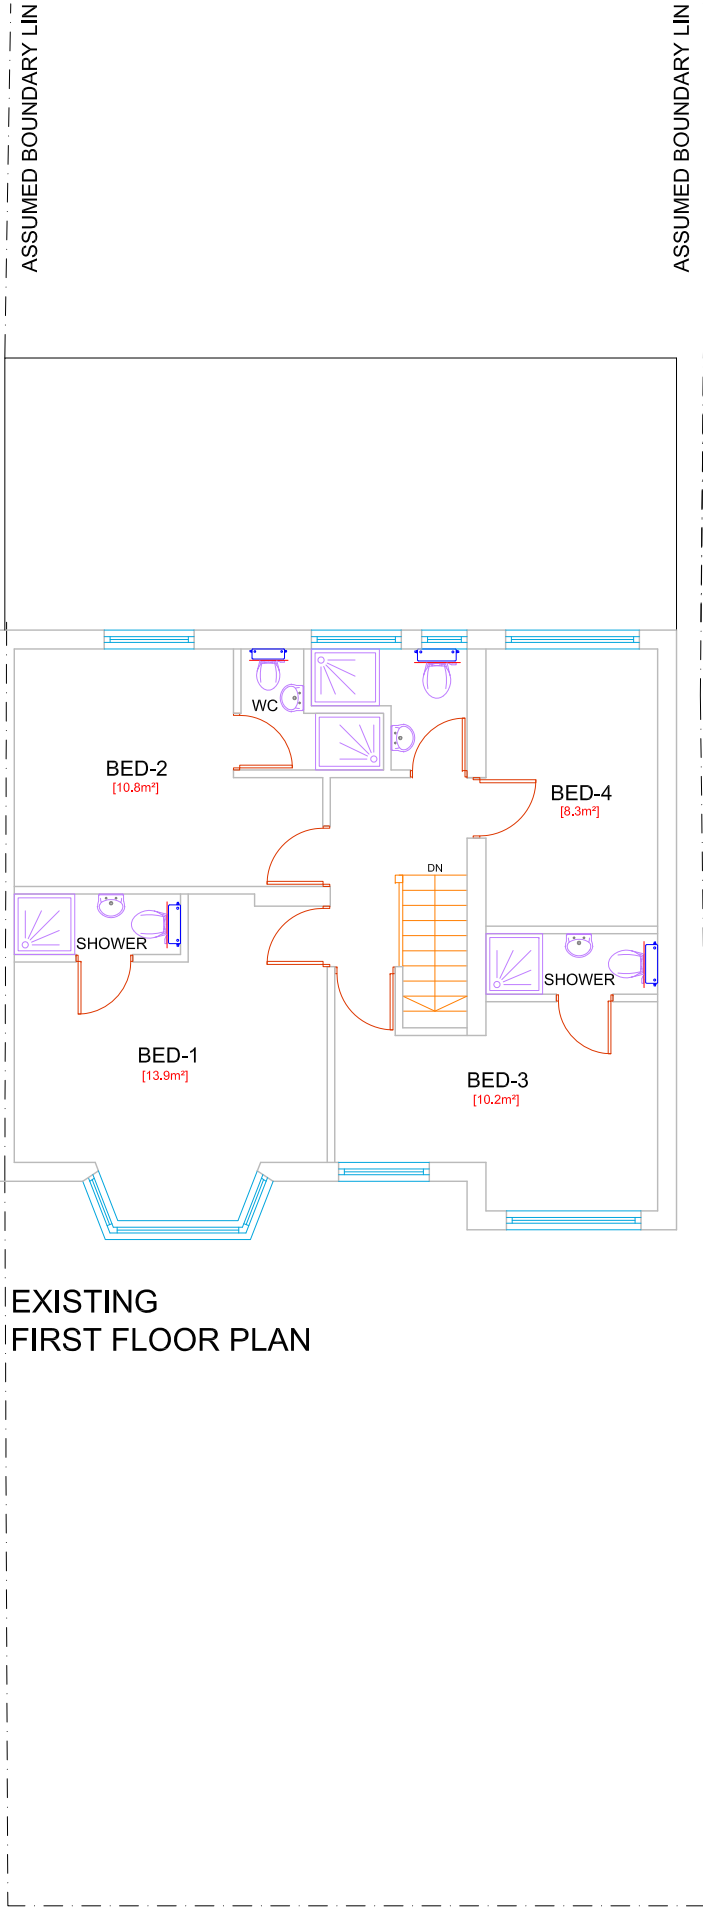 ASSUMED BOUNDARY LIN
ASSUMED BOUNDARY LIN
WC
BED-2
[10.8m²]
BED-4
[8.3m²]
DN
SHOWER
SHOWER
BED-1
[13.9m²]
BED-3
[10.2m²]
EXISTING
FIRST FLOOR PLAN